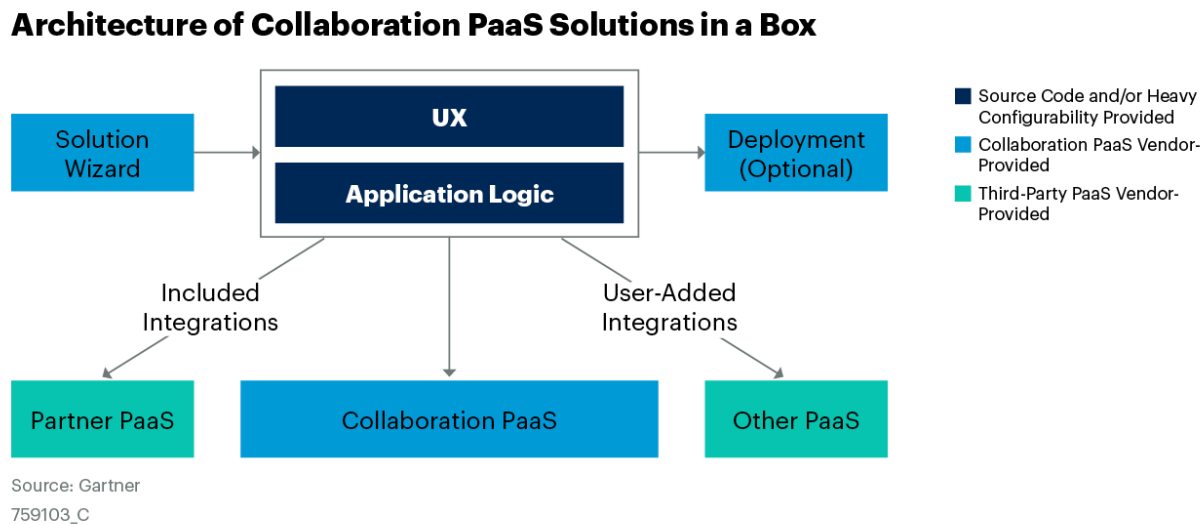 Architecture of Collaboration PaaS Solutions in a Box
UX
Application Logic
Solution
Wizard
Deployment
(Optional)
Source Code and/or Heavy
Configurability Provided
Collaboration PaaS Vendor-
Provided
Third-Party PaaS Vendor-
Provided
Included
Integrations
User-Added
Integrations
Partner PaaS
Collaboration PaaS
Other PaaS
Source: Gartner
759103_C